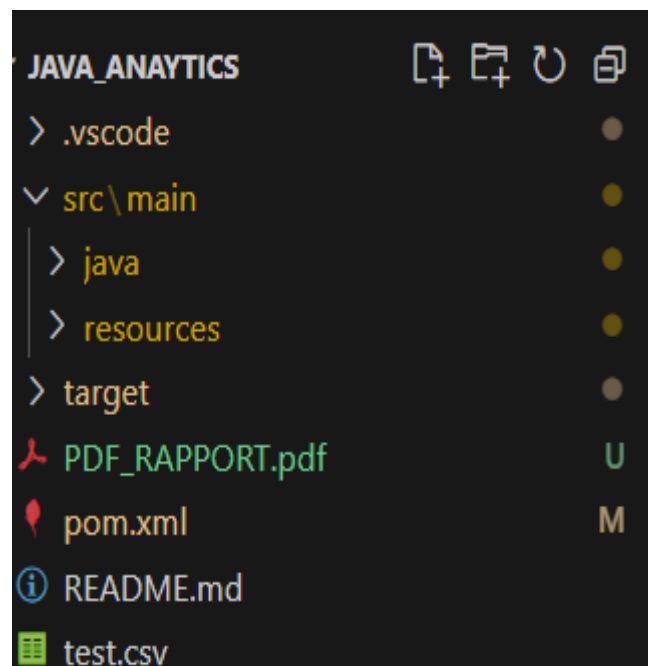 JAVA_ANAYTICS
.vscode
src\main
java
resources
target
PDF_RAPPORT.pdf U
pom.xml M
README.md
test.csv